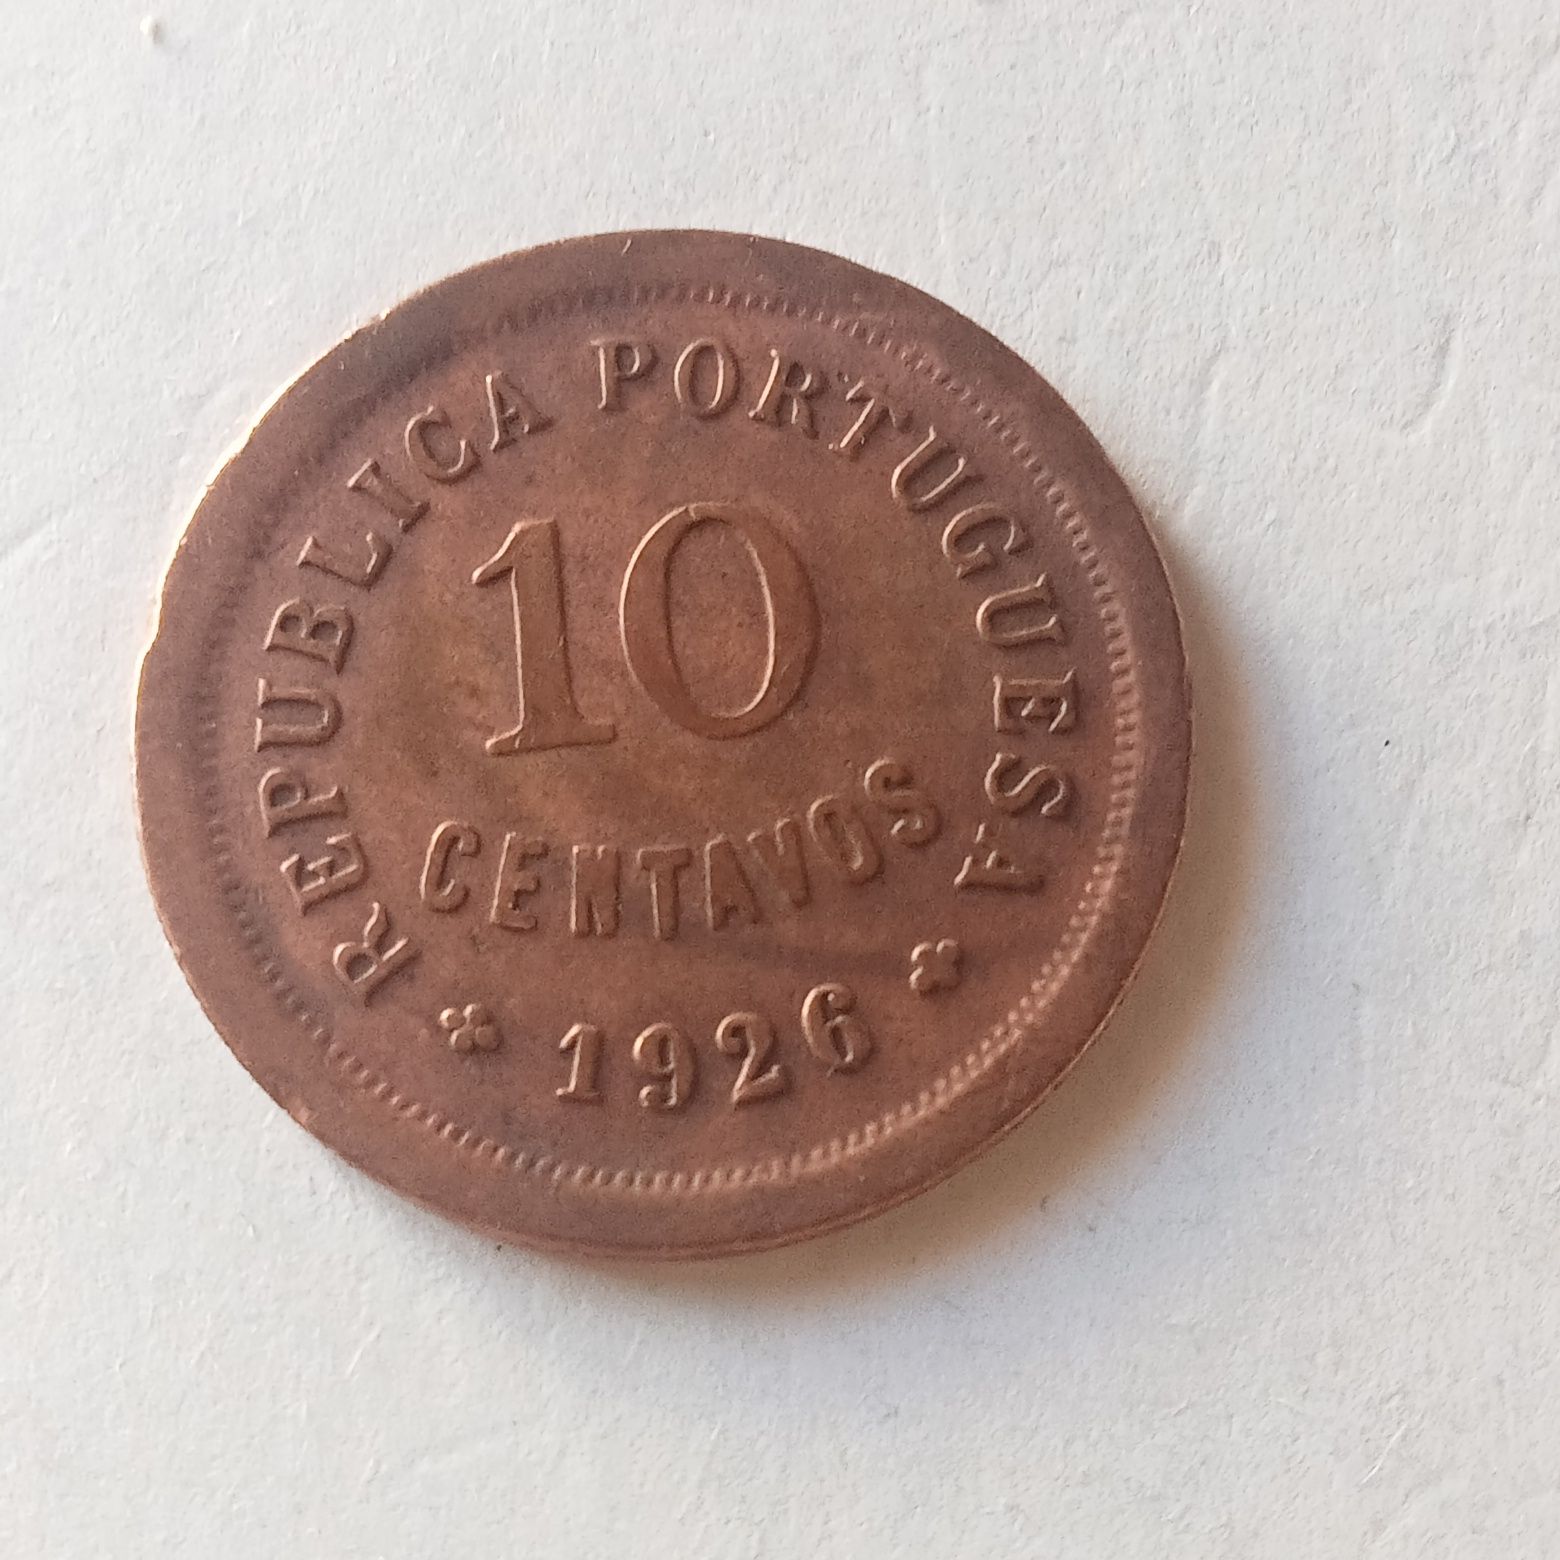 REPUBLICA PORTUGUESA
10
CENTAVOS
1926